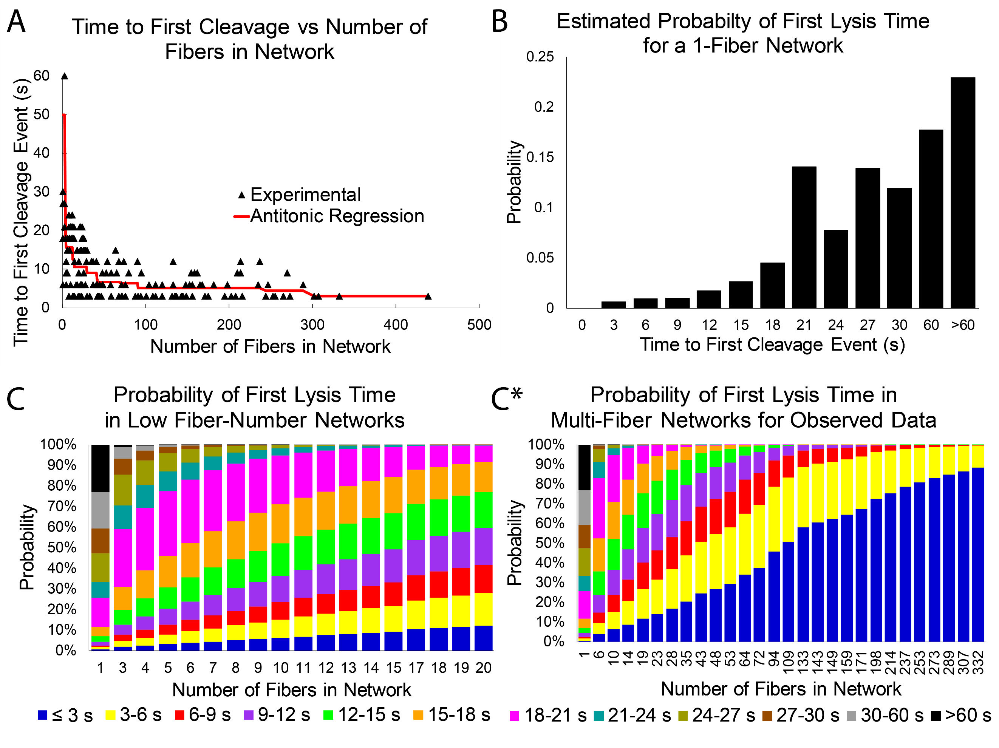 A
Time to First Cleavage vs Number of
Fibers in Network
Time to First Cleavage Event (s)
60
50
40
30
20
10
0
Experimental
Antitonic Regression
0 100 200 300 400 500
Number of Fibers in Network
B
Estimated Probabilty of First Lysis Time
for a 1-Fiber Network
Probability
0.25
0.2
0.15
0.1
0.05
0
0 3 6 9 12 15 18 21 24 27 30 60 >60
Time to First Cleavage Event (s)
C
Probability of First Lysis Time
in Low Fiber-Number Networks
Probability
100%
90%
80%
70%
60%
50%
40%
30%
20%
10%
0%
1 3 4 5 6 7 8 9 10 11 12 13 14 15 17 18 19 20
Number of Fibers in Network
C*
Probability of First Lysis Time in
Multi-Fiber Networks for Observed Data
Probability
100%
90%
80%
70%
60%
50%
40%
30%
20%
10%
0%
1 6 10 14 19 23 28 35 43 48 53 64 72 94 109 133 143 149 159 171 198 214 237 253 273 289 307 332
Number of Fibers in Network
≤ 3 s 3-6 s 6-9 s 9-12 s 12-15 s 15-18 s 18-21 s 21-24 s 24-27 s 27-30 s 30-60 s >60 s